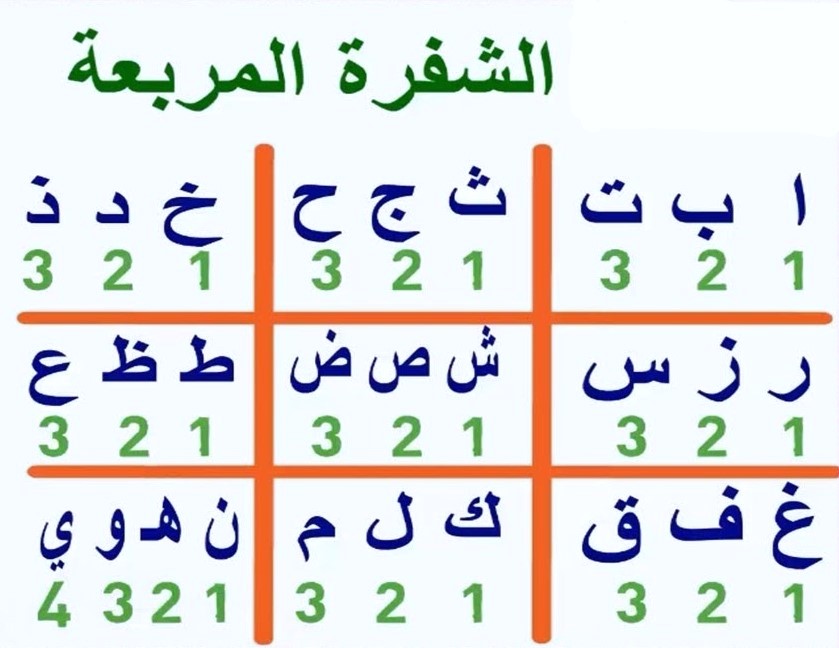 الشفرة المربعة
ا ب ت ث ج ح خ د ذ
1 2 3 1 2 3 1 2 3
ر ز س ش ص ض ط ظ ع
1 2 3 1 2 3 1 2 3
غ ف ق ك ل م ن هـ و ي
1 2 3 1 2 3 1 2 3 4